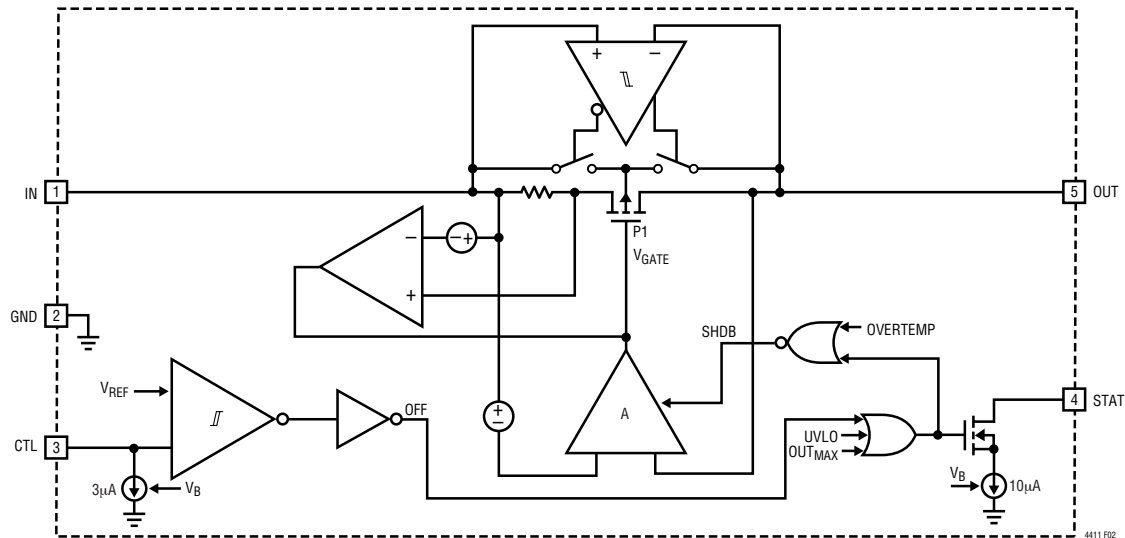 + −
IN 1
5 OUT
P1
− − +
V_GATE
+
GND 2
SHDB
OVERTEMP
V_REF
A
4 STAT
OFF
+
−
UVLO
CTL 3
OUT_MAX
3µA
V_B
V_B
10µA
4411 F02